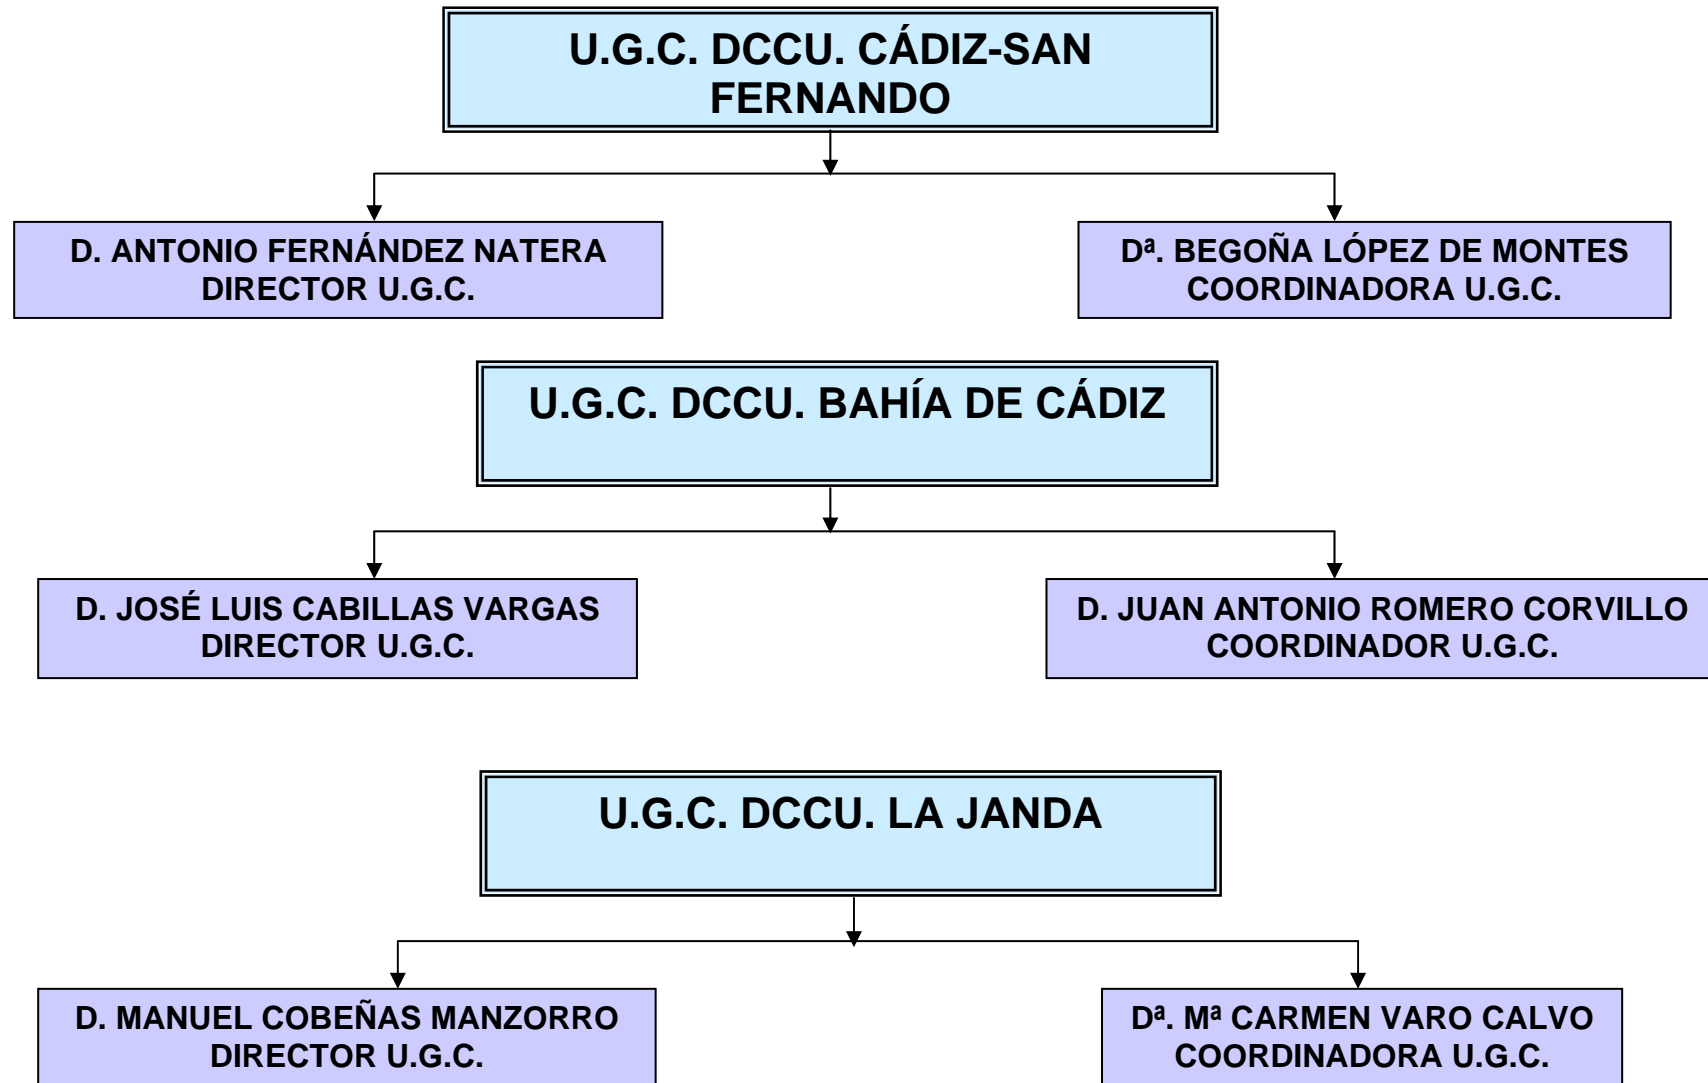 U.G.C. DCCU. CÁDIZ-SAN
FERNANDO
D. ANTONIO FERNÁNDEZ NATERA
DIRECTOR U.G.C.
Dª. BEGOÑA LÓPEZ DE MONTES
COORDINADORA U.G.C.
U.G.C. DCCU. BAHÍA DE CÁDIZ
D. JOSÉ LUIS CABILLAS VARGAS
DIRECTOR U.G.C.
D. JUAN ANTONIO ROMERO CORVILLO
COORDINADOR U.G.C.
U.G.C. DCCU. LA JANDA
D. MANUEL COBEÑAS MANZORRO
DIRECTOR U.G.C.
Dª. Mª CARMEN VARO CALVO
COORDINADORA U.G.C.